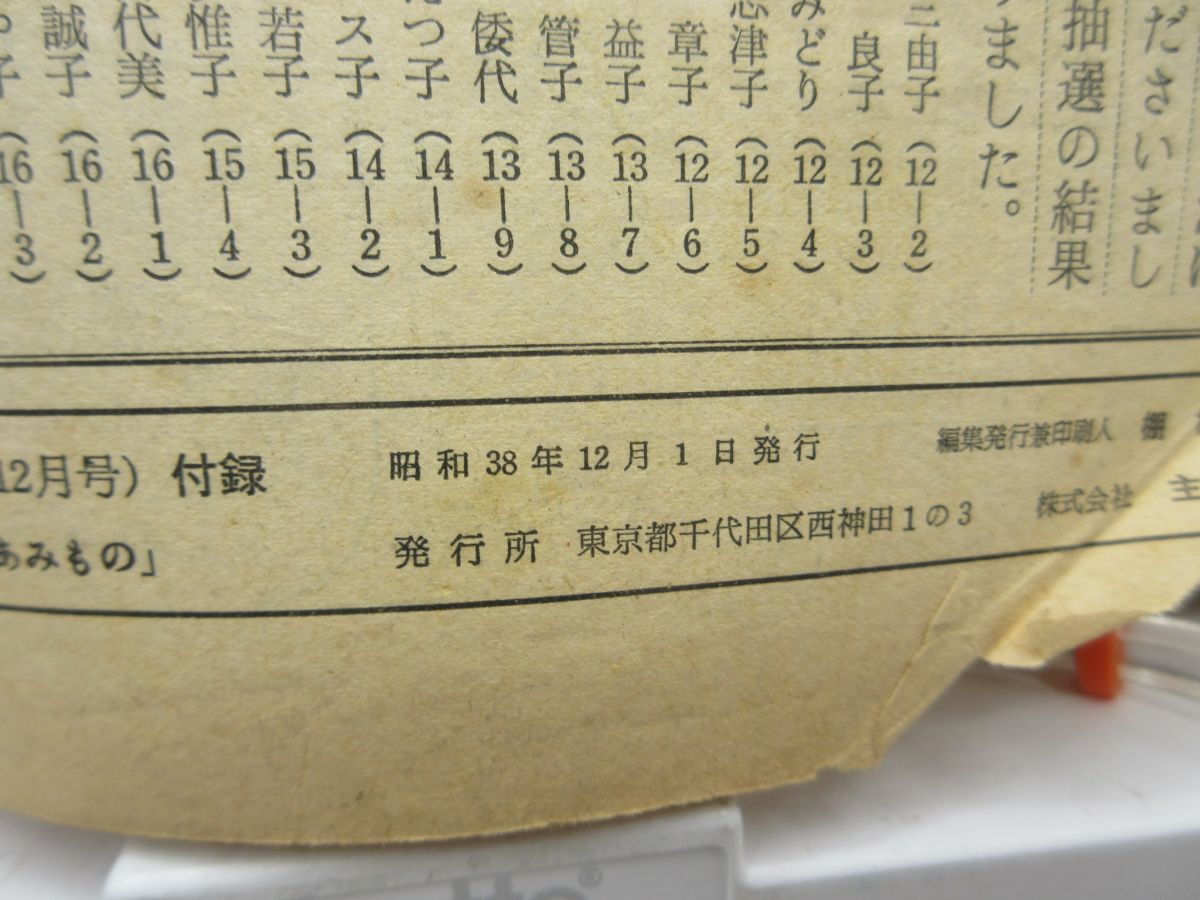 ださいまし
抽選の結果
ました。
三由子（12―2）
良子（12―3）
みどり（12―4）
志津子（12―5）
章子（12―6）
益子（13―7）
管子（13―8）
倭代（13―9）
つ子（14―1）
ス子（14―2）
若子（15―3）
惟子（15―4）
代美（16―1）
誠子（16―2）
子（16―3）
12月号）付録
あみもの」
昭和38年12月1日発行
発行所 東京都千代田区西神田1の3
編集発行兼印刷人 棚
株式会社 主